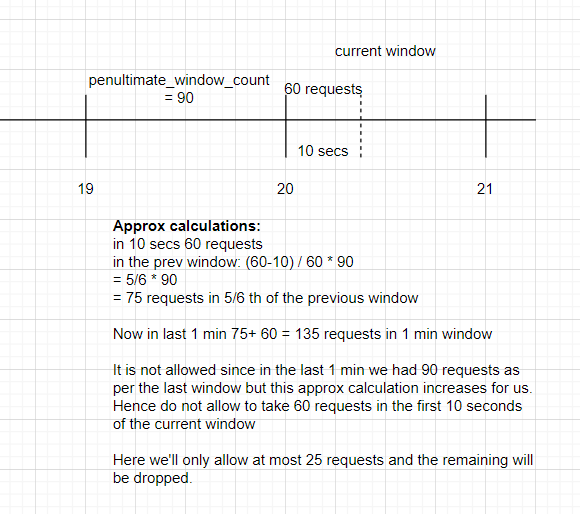 current window
penultimate_window_count
= 90
60 requests
10 secs
19
20
21
Approx calculations:
in 10 secs 60 requests
in the prev window: (60-10) / 60 * 90
= 5/6 * 90
= 75 requests in 5/6 th of the previous window
Now in last 1 min 75+ 60 = 135 requests in 1 min window
It is not allowed since in the last 1 min we had 90 requests as
per the last window but this approx calculation increases for us.
Hence do not allow to take 60 requests in the first 10 seconds
of the current window
Here we'll only allow at most 25 requests and the remaining will
be dropped.